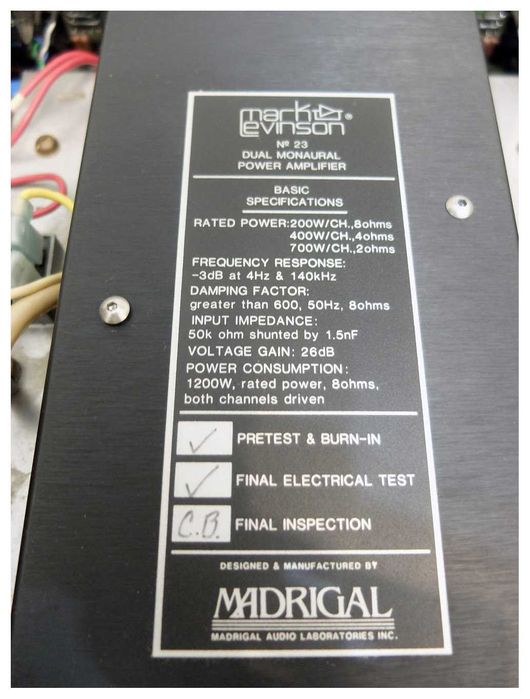 mark
Levinson®
Nº 23
DUAL MONAURAL
POWER AMPLIFIER
BASIC
SPECIFICATIONS
RATED POWER:200W/CH.,8ohms
400W/CH.,4ohms
700W/CH.,2ohms
FREQUENCY RESPONSE:
-3dB at 4Hz & 140kHz
DAMPING FACTOR:
greater than 600, 50Hz, 8ohms
INPUT IMPEDANCE:
50k ohm shunted by 1.5nF
VOLTAGE GAIN: 26dB
POWER CONSUMPTION:
1200W, rated power, 8ohms,
both channels driven
✓ PRETEST & BURN-IN
✓ FINAL ELECTRICAL TEST
C.B. FINAL INSPECTION
DESIGNED & MANUFACTURED BY
MADRIGAL
MADRIGAL AUDIO LABORATORIES INC.